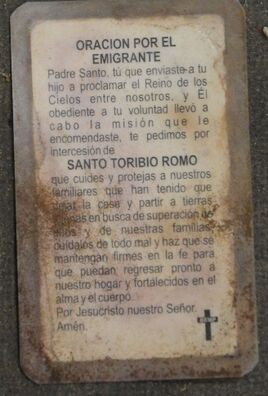 ORACION POR EL
EMIGRANTE
Padre Santo, tú que enviaste a tu
hijo a proclamar el Reino de los
Cielos entre nosotros, y Él
obediente a tu voluntad llevó a
cabo la misión que le
encomendaste, te pedimos por
intercesión de
SANTO TORIBIO ROMO
que cuides y protejas a nuestros
familiares que han tenido que
dejar la casa y partir a tierras
en busca de superación de
y de nuestras familias,
cuídalos de todo mal y haz que se
mantengan firmes en la fe para
que puedan regresar pronto a
nuestro hogar y fortalecidos en el
alma y el cuerpo.
Por Jesucristo nuestro Señor.
Amén.